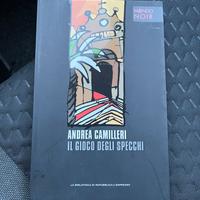 MONDO
NOIR
ANDREA CAMILLERI
IL GIOCO DEGLI SPECCHI
LA BIBLIOTECA DI REPUBBLICA-L'ESPRESSO